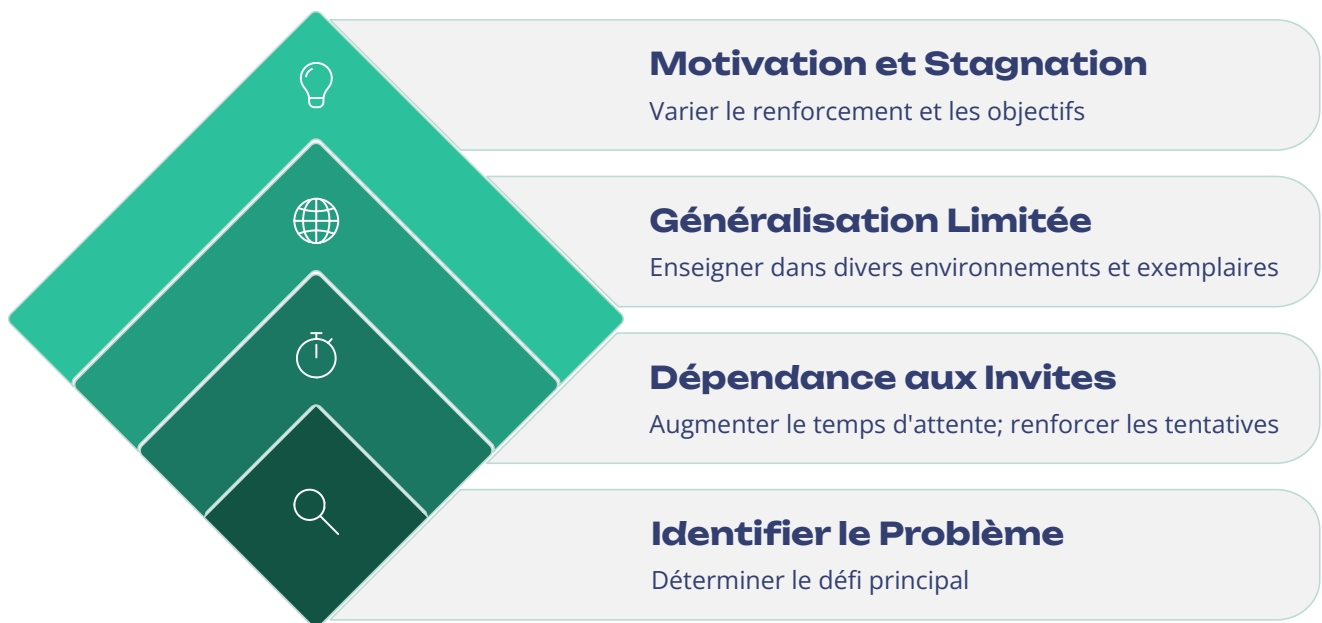 Motivation et Stagnation
Varier le renforcement et les objectifs
Généralisation Limitée
Enseigner dans divers environnements et exemplaires
Dépendance aux Invites
Augmenter le temps d'attente; renforcer les tentatives
Identifier le Problème
Déterminer le défi principal